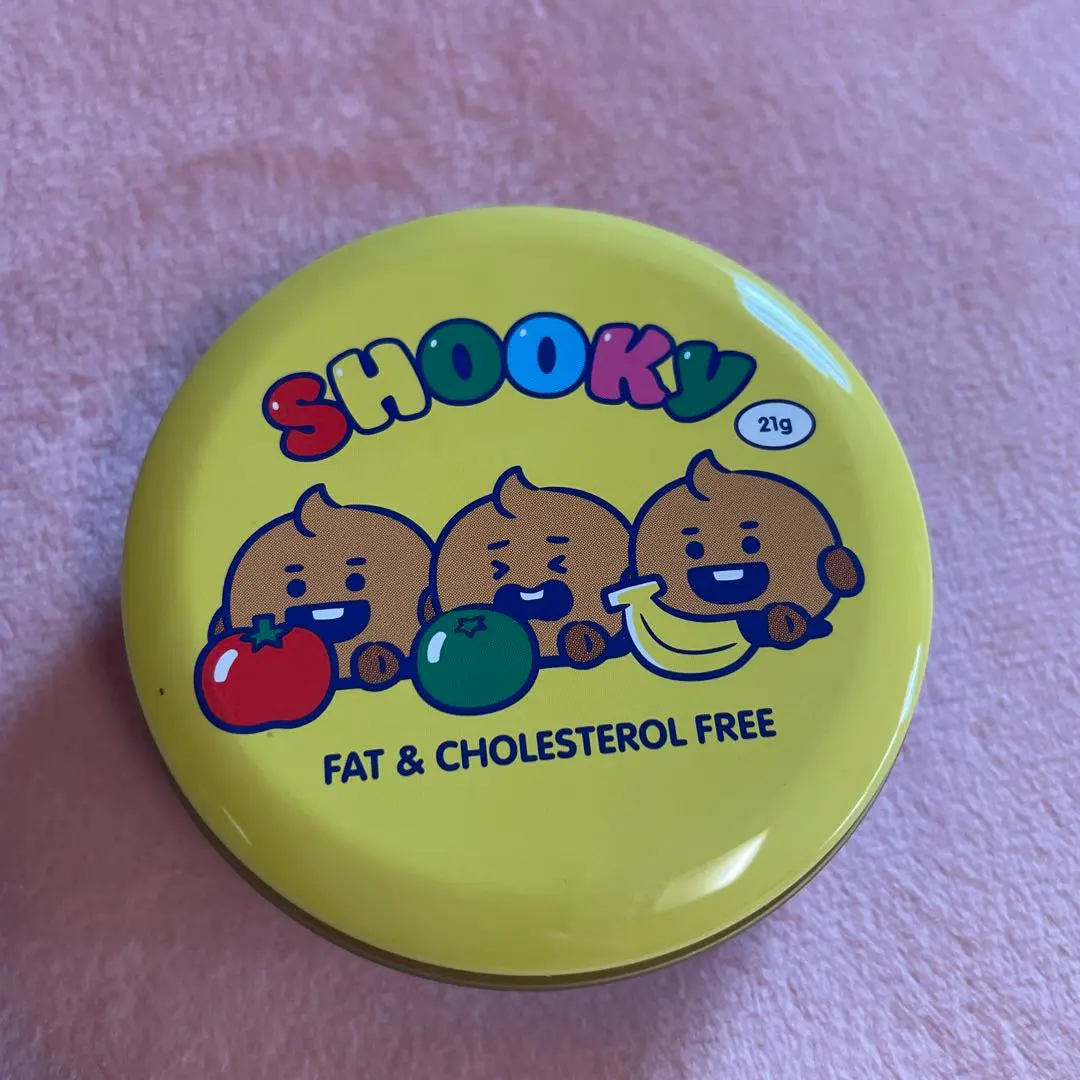 SHOOKY
21g
FAT & CHOLESTEROL FREE